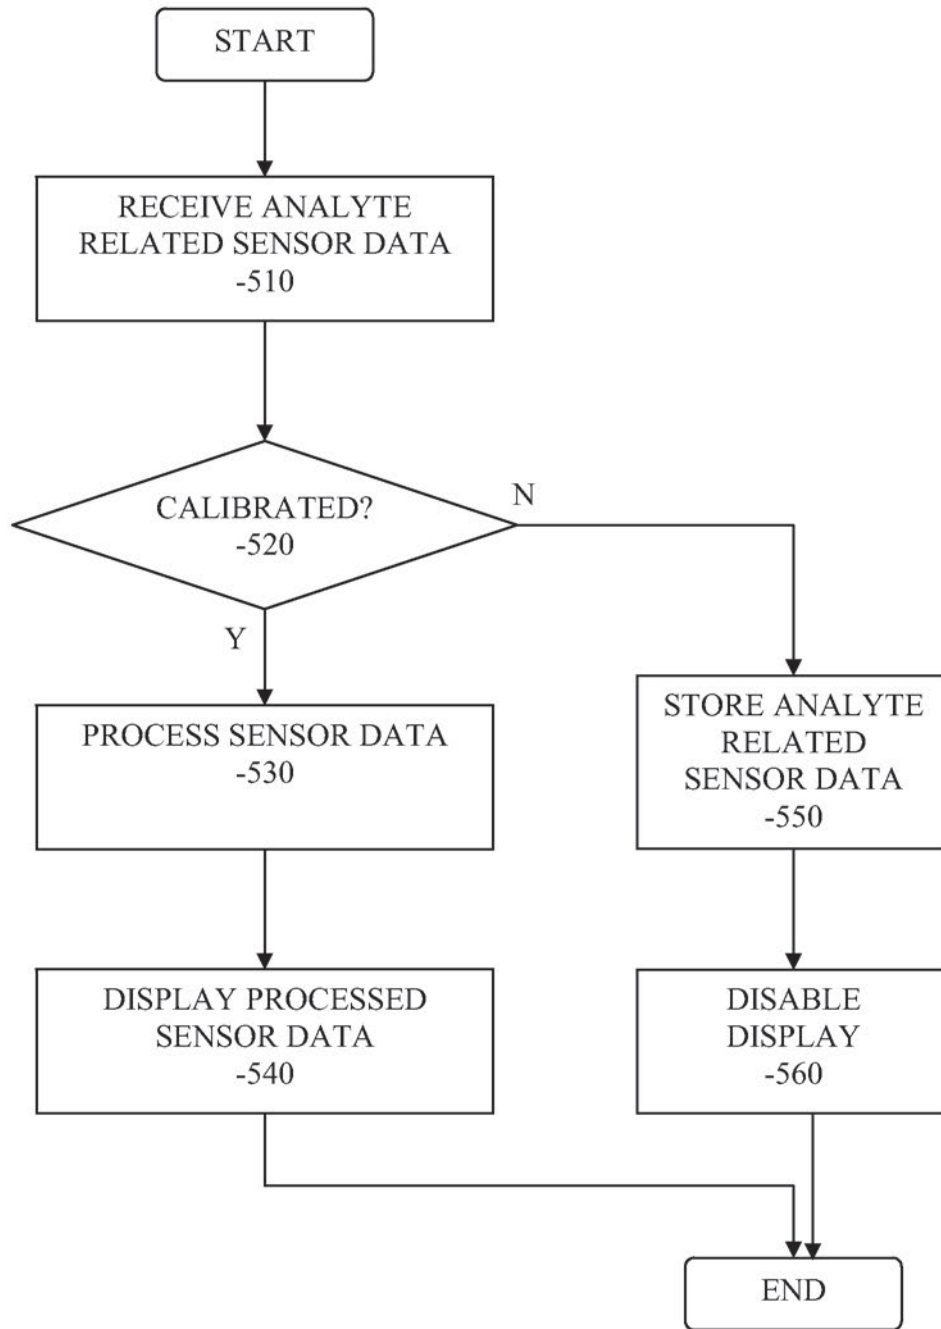 START
RECEIVE ANALYTE
RELATED SENSOR DATA
-510
CALIBRATED?
-520
N
Y
PROCESS SENSOR DATA
-530
STORE ANALYTE
RELATED
SENSOR DATA
-550
DISPLAY PROCESSED
SENSOR DATA
-540
DISABLE
DISPLAY
-560
END